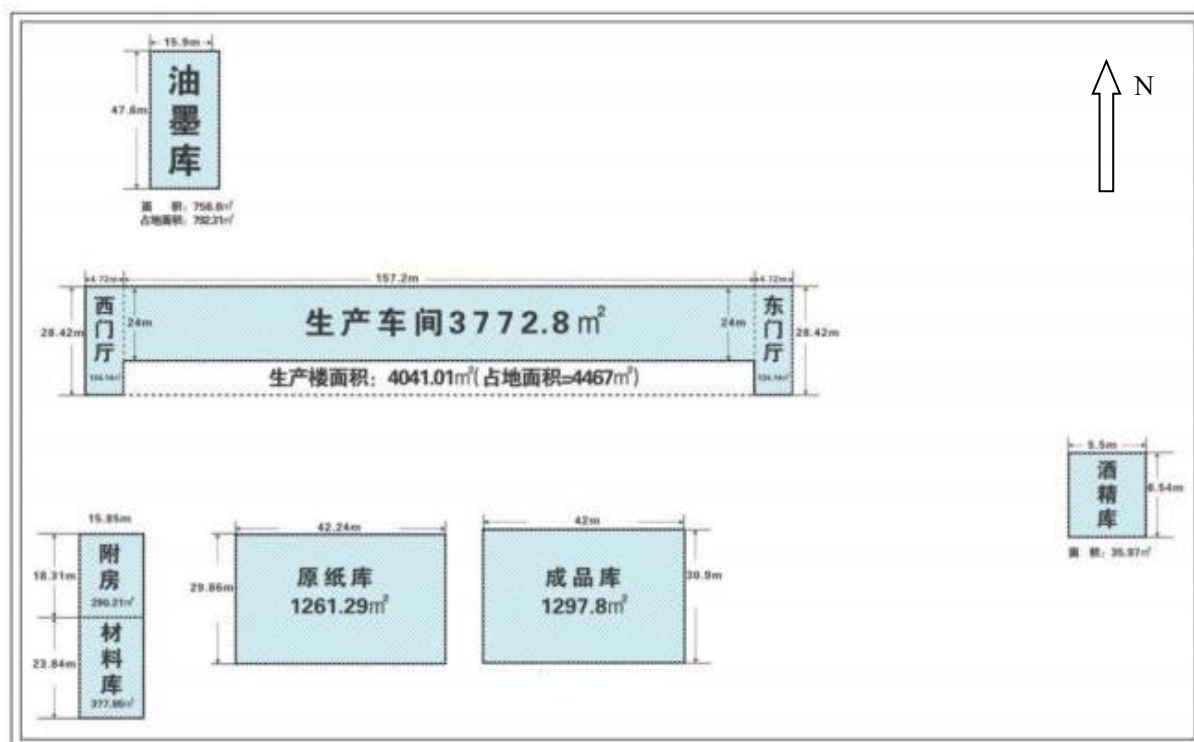 15.9m
N
油墨库
47.6m
面 积：756.8㎡
占地面积：792.31㎡
4.72m
157.2m
4.72m
西门厅
28.42m
24m
生产车间3772.8㎡
24m
东门厅
28.42m
生产楼面积：4041.01㎡(占地面积=4467㎡)
5.5m
酒精库
6.54m
面 积：35.97㎡
15.85m
附房
18.31m
290.21㎡
材料库
23.84m
377.86㎡
42.24m
29.86m
原纸库
1261.29㎡
42m
成品库
30.9m
1297.8㎡